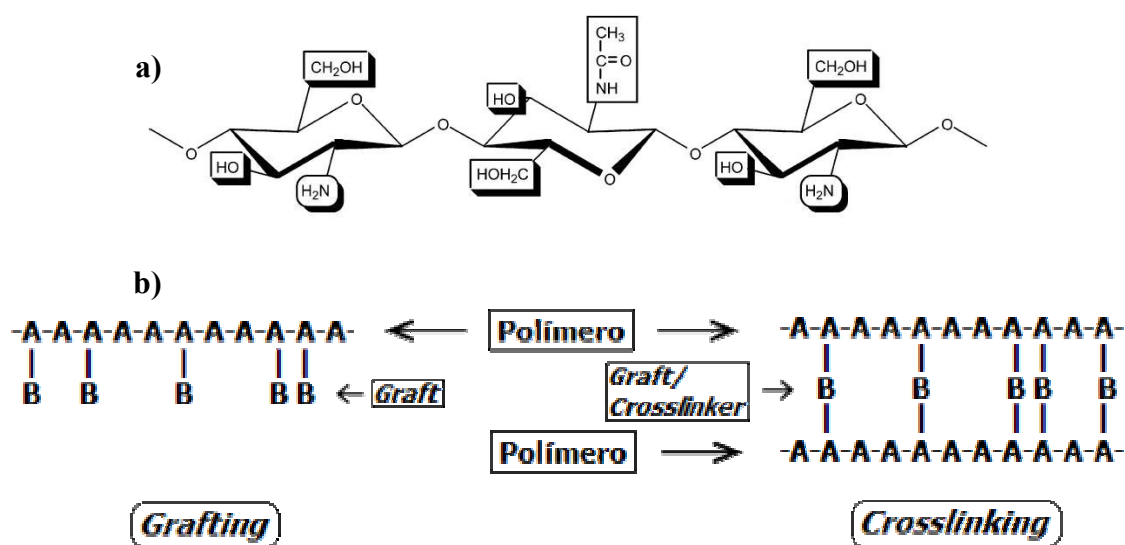 a)
CH₂OH
O
O
HO
H₂N
O
HO
CH₃
C=O
NH
HOH₂C
O
O
CH₂OH
O
O
HO
H₂N
b)
-A-A-A-A-A-A-A-A-A-A-A-
B B B B B
Graft
Polímero
Graft/
Crosslinker
Polímero
-A-A-A-A-A-A-A-A-A-A-A-
B B B B B
-A-A-A-A-A-A-A-A-A-A-A-
Grafting
Crosslinking